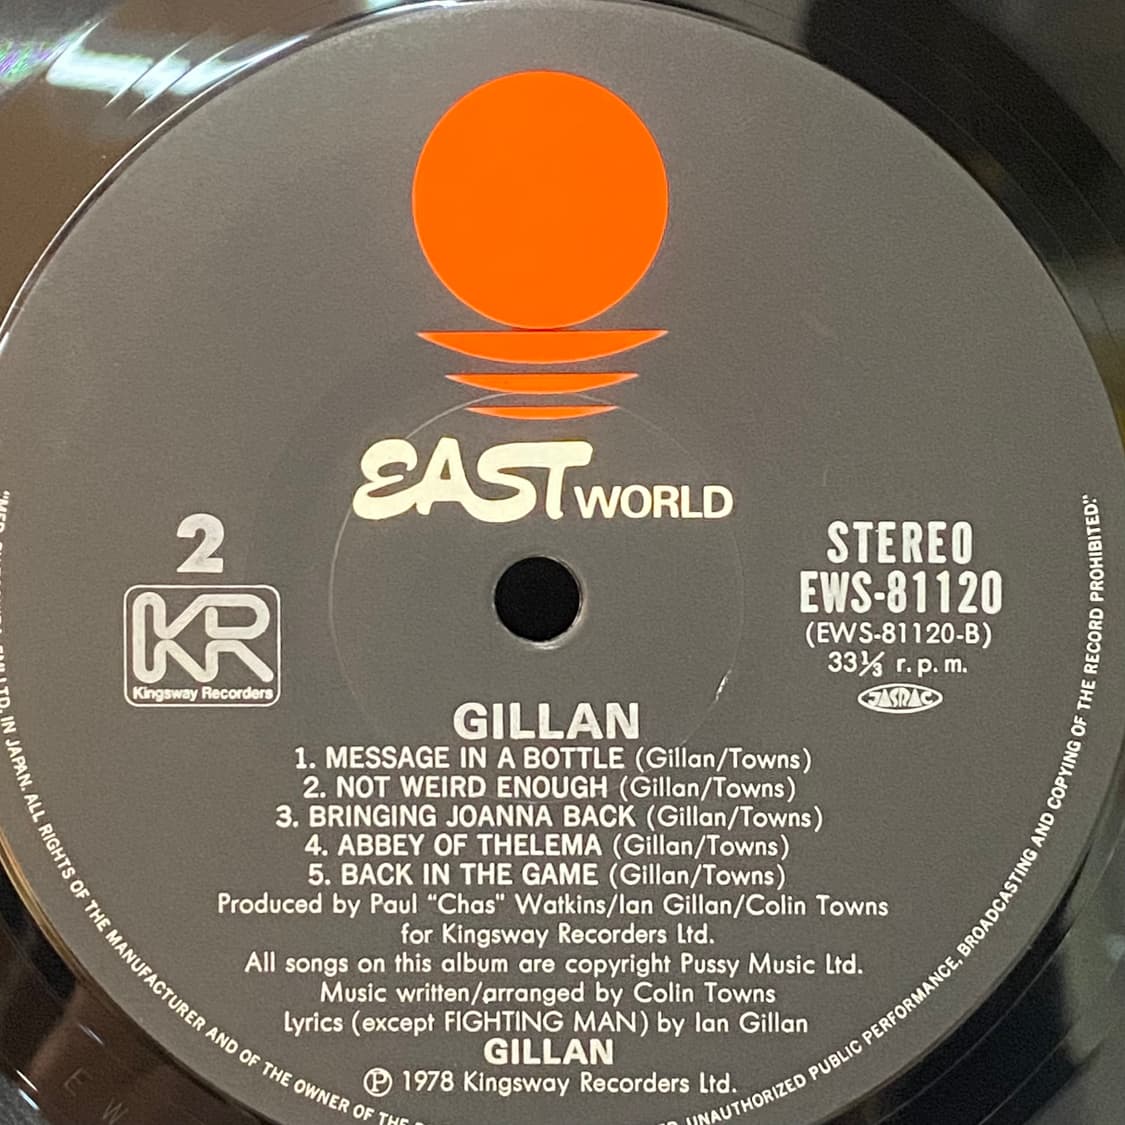 EAST WORLD
2
KR
Kingsway Recorders
STEREO
EWS-81120
(EWS-81120-B)
33⅓ r.p.m.
JASRAC
GILLAN
1. MESSAGE IN A BOTTLE (Gillan/Towns)
2. NOT WEIRD ENOUGH (Gillan/Towns)
3. BRINGING JOANNA BACK (Gillan/Towns)
4. ABBEY OF THELEMA (Gillan/Towns)
5. BACK IN THE GAME (Gillan/Towns)
Produced by Paul "Chas" Watkins/Ian Gillan/Colin Towns
for Kingsway Recorders Ltd.
All songs on this album are copyright Pussy Music Ltd.
Music written/arranged by Colin Towns
Lyrics (except FIGHTING MAN) by Ian Gillan
GILLAN
Ⓟ 1978 Kingsway Recorders Ltd.
LTD. IN JAPAN. ALL RIGHTS OF THE MANUFACTURER AND OF THE OWNER OF THE
UNAUTHORIZED PUBLIC PERFORMANCE, BROADCASTING AND COPYING OF THE RECORD PROHIBITED."